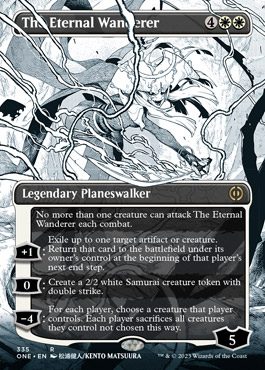 The Eternal Wanderer 4
Legendary Planeswalker
No more than one creature can attack The Eternal
Wanderer each combat.
Exile up to one target artifact or creature.
+1: Return that card to the battlefield under its
owner's control at the beginning of that player's
next end step.
0: Create a 2/2 white Samurai creature token with
double strike.
For each player, choose a creature that player
−4: controls. Each player sacrifices all creatures
they control not chosen this way.
5
335 R
ONE • EN 松浦健人/KENTO MATSUURA
™ & © 2023 Wizards of the Coast